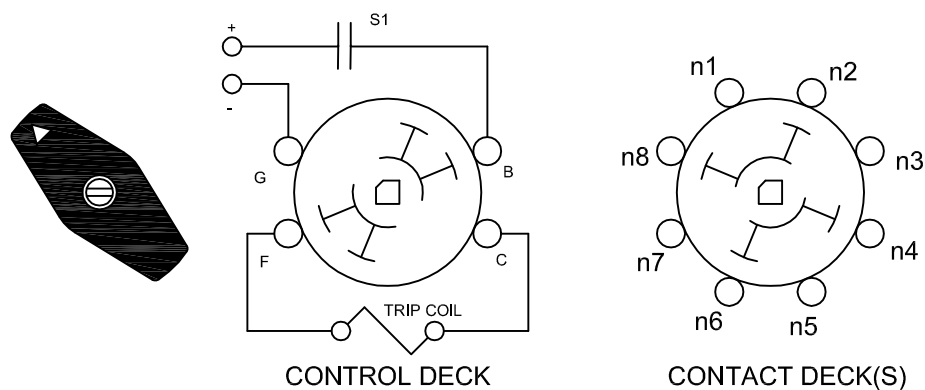 S1
+
-
G
B
F
C
TRIP COIL
CONTROL DECK
n1
n2
n3
n4
n5
n6
n7
n8
CONTACT DECK(S)